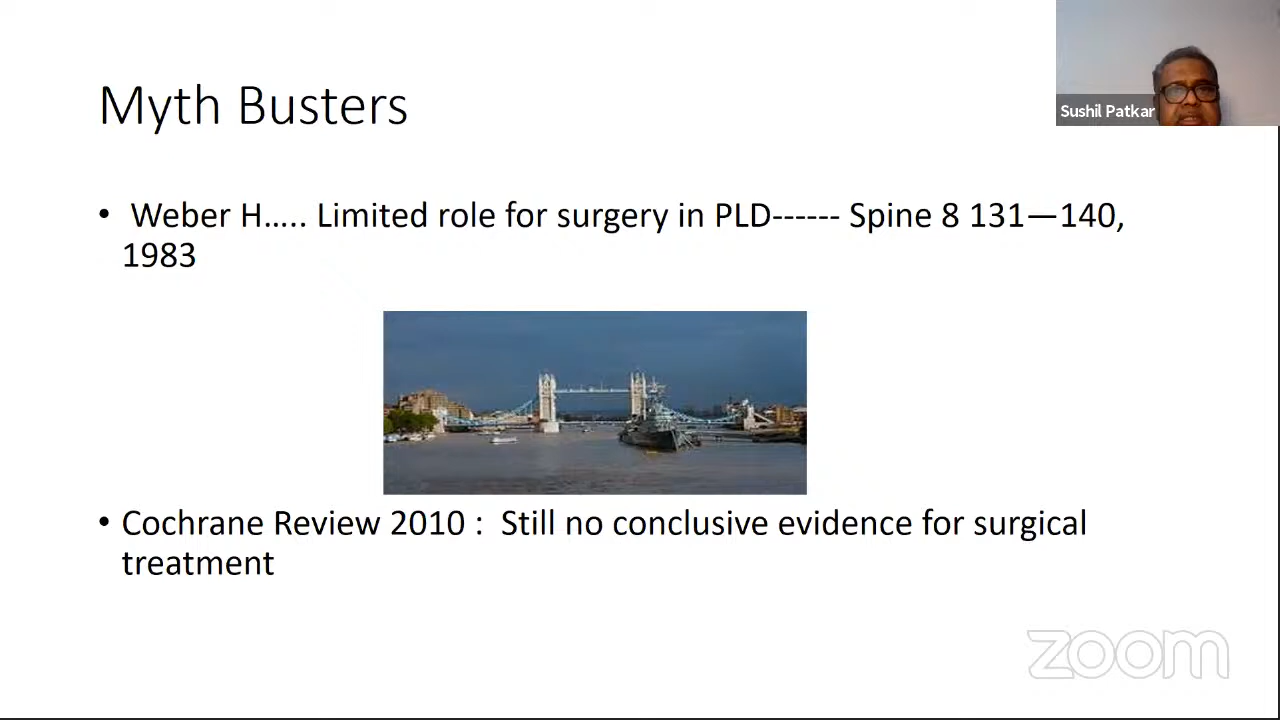 Myth Busters
Sushil Patkar
• Weber H..... Limited role for surgery in PLD------ Spine 8 131—140,
1983
• Cochrane Review 2010 : Still no conclusive evidence for surgical
treatment
zoom